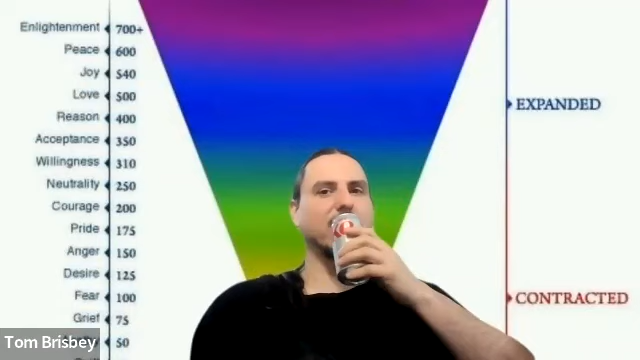 Enlightenment 700+
Peace 600
Joy 540
Love 500
Reason 400
Acceptance 350
Willingness 310
Neutrality 250
Courage 200
Pride 175
Anger 150
Desire 125
Fear 100
Grief 75
50
EXPANDED
CONTRACTED
Tom Brisbey